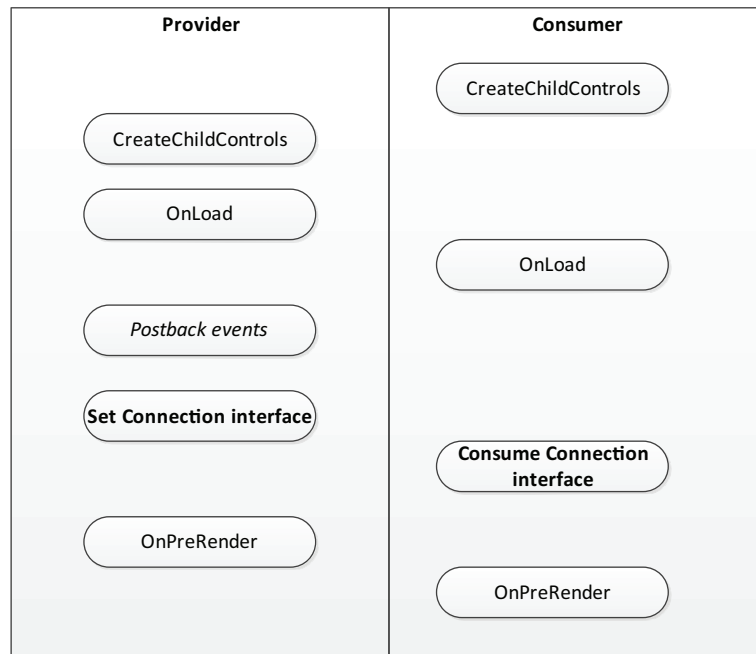 Provider
Consumer
CreateChildControls
CreateChildControls
OnLoad
OnLoad
Postback events
Set Connection interface
Consume Connection
interface
OnPreRender
OnPreRender